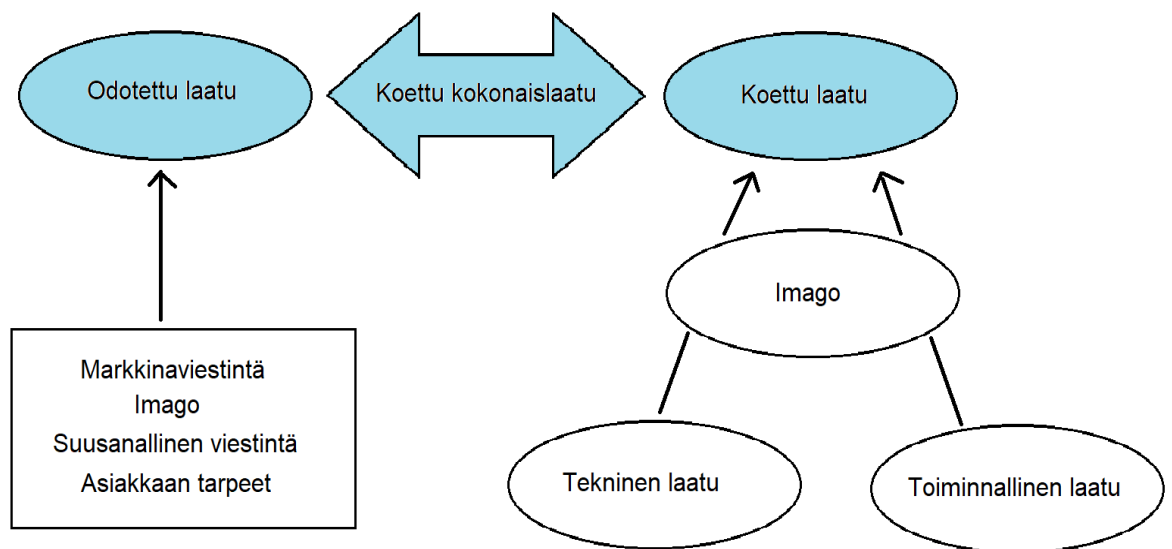 Odotettu laatu
Koettu kokonaislaatu
Koettu laatu
Imago
Markkinaviestintä
Imago
Suusanallinen viestintä
Asiakkaan tarpeet
Tekninen laatu
Toiminnallinen laatu